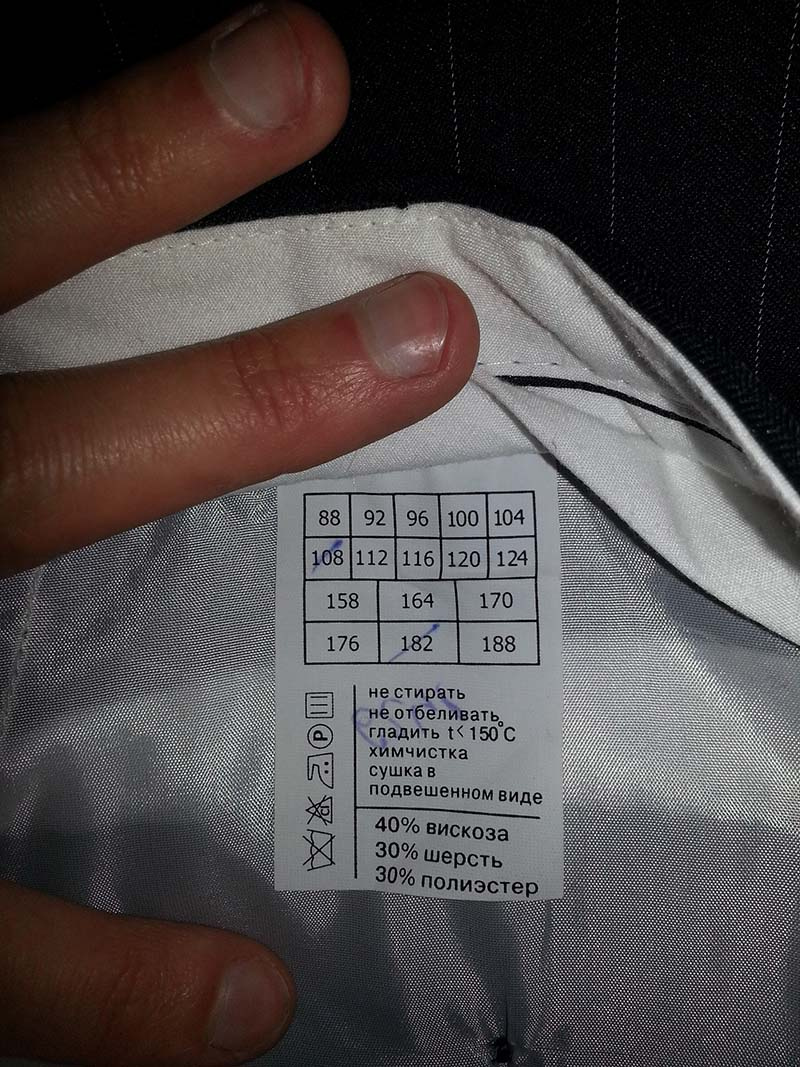 88 92 96 100 104
108 112 116 120 124
158 164 170
176 182 188
не стирать
не отбеливать
гладить t< 150°C
химчистка
сушка в
подвешенном виде
40% вискоза
30% шерсть
30% полиэстер